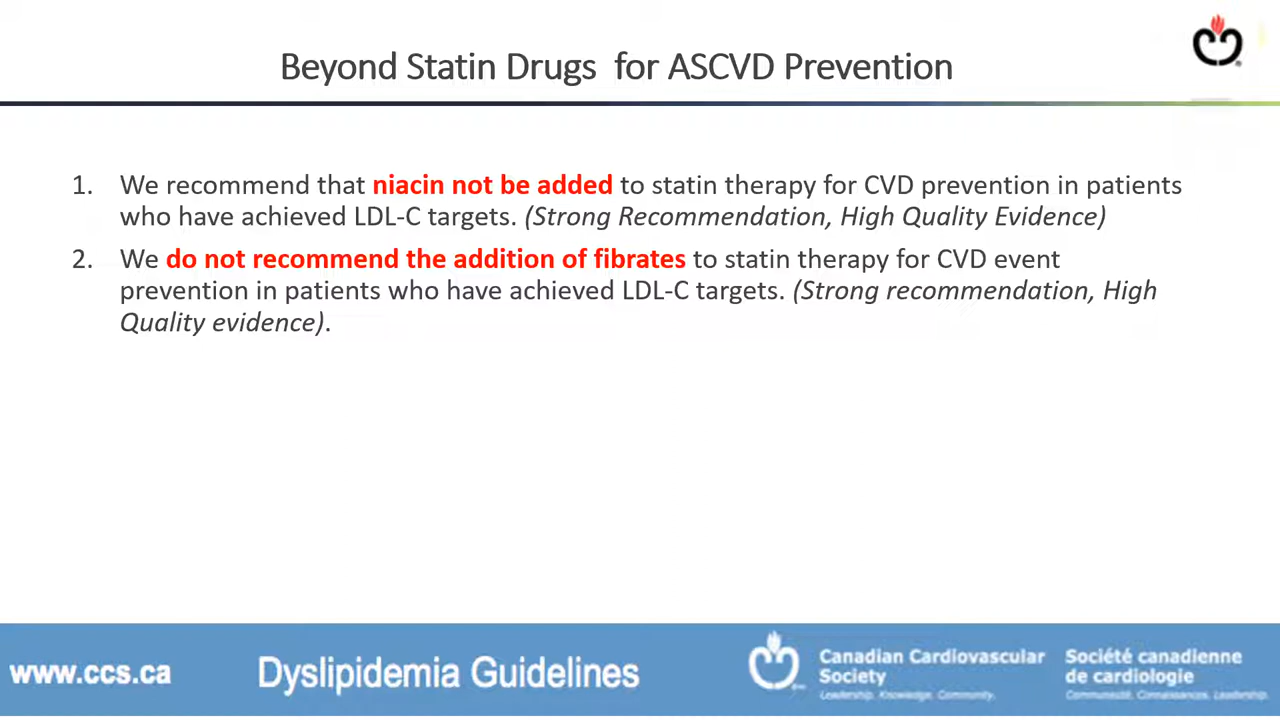 Beyond Statin Drugs for ASCVD Prevention
1. We recommend that niacin not be added to statin therapy for CVD prevention in patients
who have achieved LDL-C targets. (Strong Recommendation, High Quality Evidence)
2. We do not recommend the addition of fibrates to statin therapy for CVD event
prevention in patients who have achieved LDL-C targets. (Strong recommendation, High
Quality evidence).
www.ccs.ca
Dyslipidemia Guidelines
Canadian Cardiovascular
Society
Leadership. Knowledge. Community.
Société canadienne
de cardiologie
Communauté. Connaissances. Leadership.